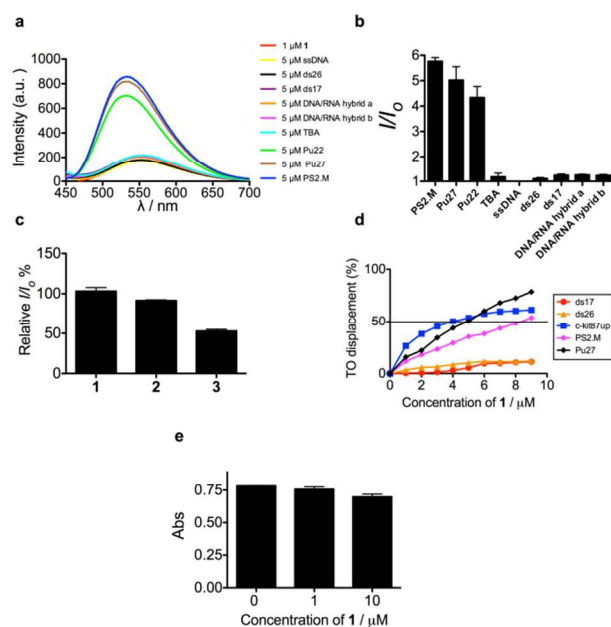 a
Intensity (a.u.)
1000
800
600
400
200
0
450 500 550 600 650 700
λ / nm
1 μM 1
5 μM ssDNA
5 μM ds26
5 μM ds17
5 μM DNA/RNA hybrid a
5 μM DNA/RNA hybrid b
5 μM TBA
5 μM Pu22
5 μM Pu27
5 μM PS2.M
b
I/Io
6
5
4
3
2
1
PS2.M
Pu27
Pu22
TBA
ssDNA
ds26
ds17
DNA/RNA hybrid a
DNA/RNA hybrid b
c
Relative I/Io %
150
100
50
0
1 2 3
d
TO displacement (%)
100
50
0
0 2 4 6 8 10
Concentration of 1 / μM
ds17
ds26
c-kit87up
PS2.M
Pu27
e
Abs
0.75
0.25
0.00
0 1 10
Concentration of 1 / μM